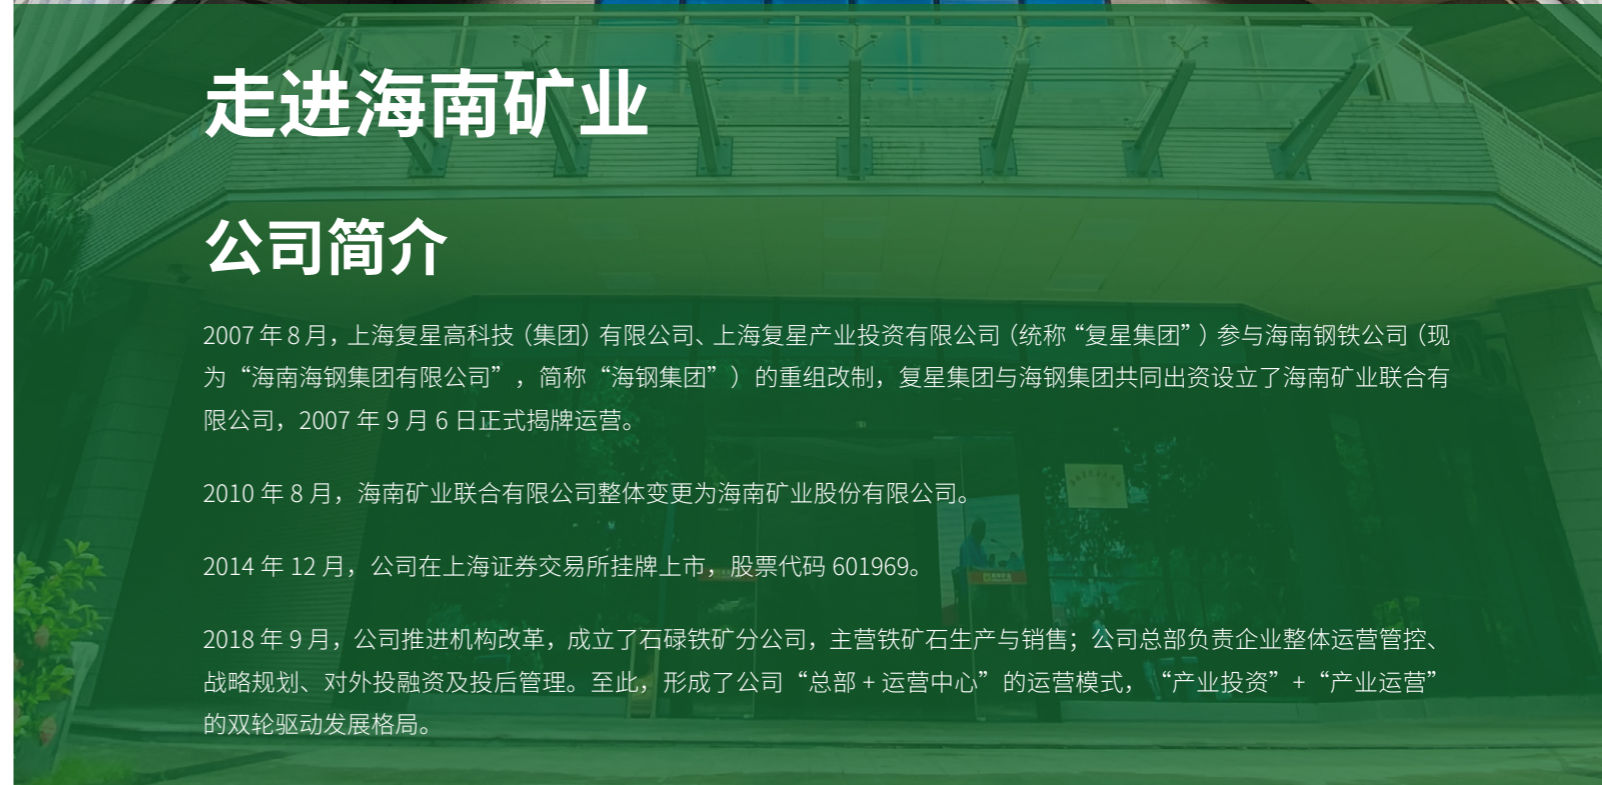 走进海南矿业
公司简介
2007 年 8 月，上海复星高科技（集团）有限公司、上海复星产业投资有限公司（统称“复星集团”）参与海南钢铁公司（现
为“海南海钢集团有限公司”，简称“海钢集团”）的重组改制，复星集团与海钢集团共同出资设立了海南矿业联合有
限公司，2007 年 9 月 6 日正式揭牌运营。
2010 年 8 月，海南矿业联合有限公司整体变更为海南矿业股份有限公司。
2014 年 12 月，公司在上海证券交易所挂牌上市，股票代码 601969。
2018 年 9 月，公司推进机构改革，成立了石碌铁矿分公司，主营铁矿石生产与销售；公司总部负责企业整体运营管控、
战略规划、对外投融资及投后管理。至此，形成了公司“总部 + 运营中心”的运营模式，“产业投资”+“产业运营”
的双轮驱动发展格局。